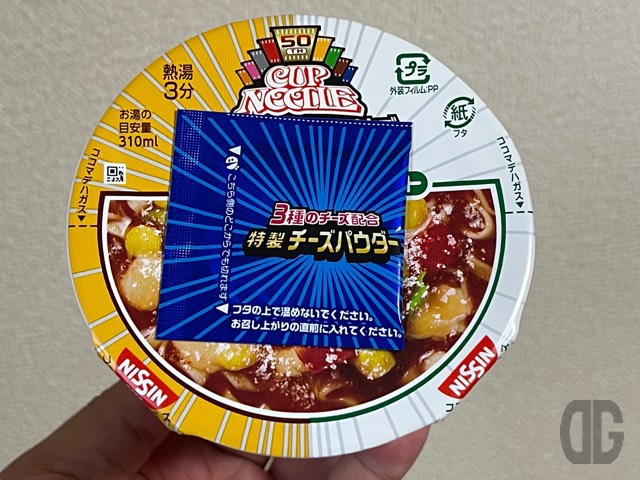 50
TH
CUP
NOODLE
熱湯
3分
お湯の
目安量
310ml
プラ
外装フィルム:PP
紙
フタ
ココマデハガス▼
ココマデハガス▼
▼こちら側のどこからでも切れます▼
3種のチーズ配合
特製 チーズパウダー
フタの上で温めないでください。
お召し上がりの直前に入れてください。
NISSIN
NISSIN
DG